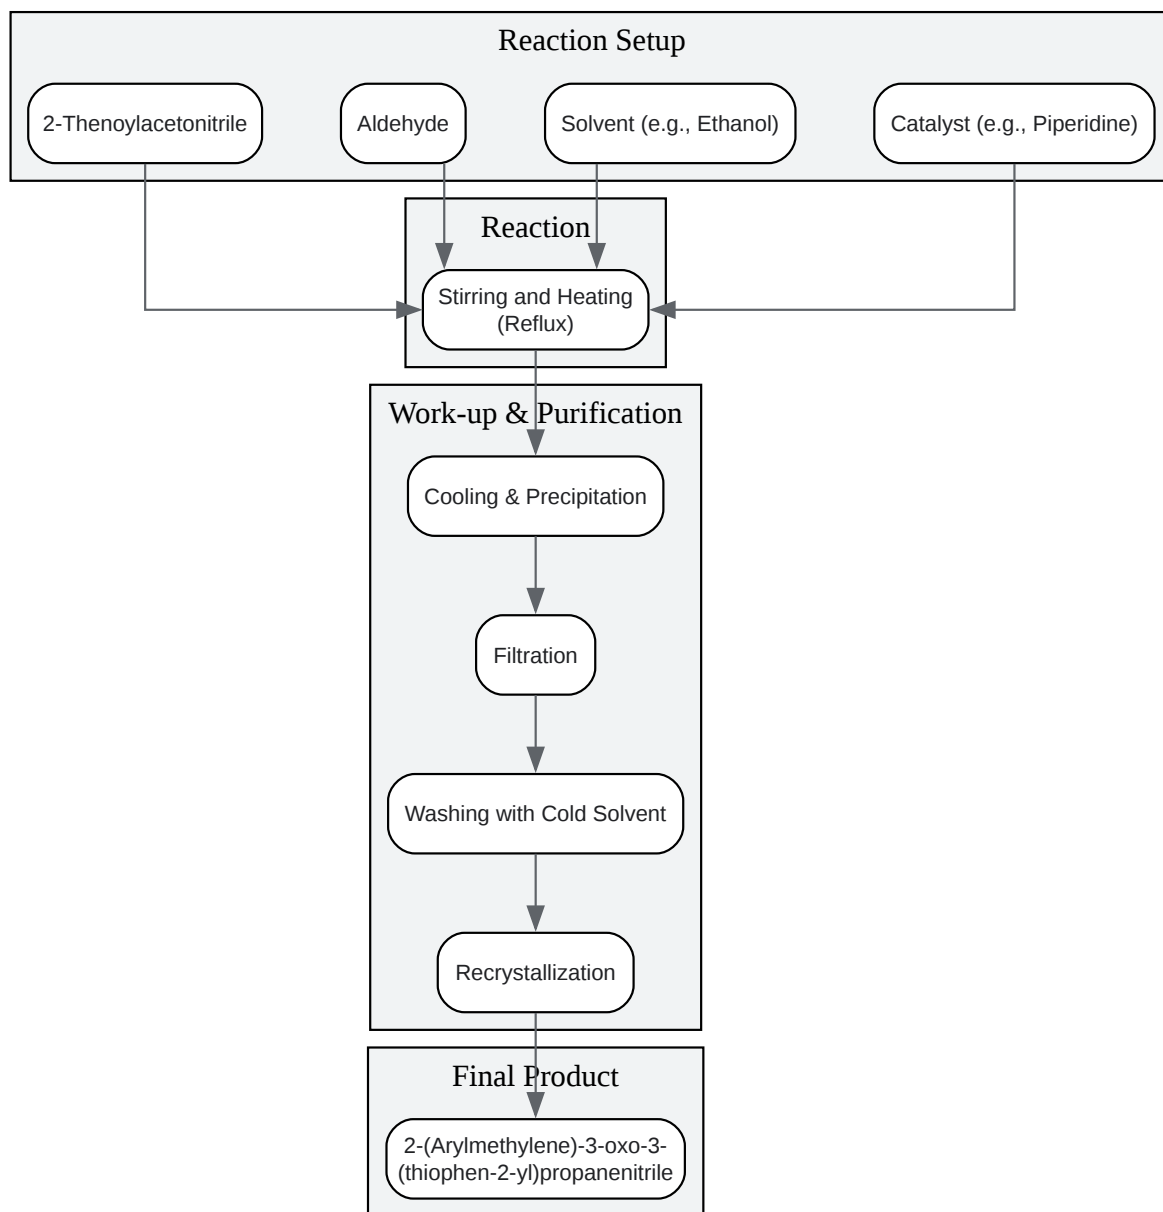 Reaction Setup
2-Thenoylacetonitrile
Aldehyde
Solvent (e.g., Ethanol)
Catalyst (e.g., Piperidine)
Reaction
Stirring and Heating
(Reflux)
Work-up & Purification
Cooling & Precipitation
Filtration
Washing with Cold Solvent
Recrystallization
Final Product
2-(Arylmethylene)-3-oxo-3-
(thiophen-2-yl)propanenitrile